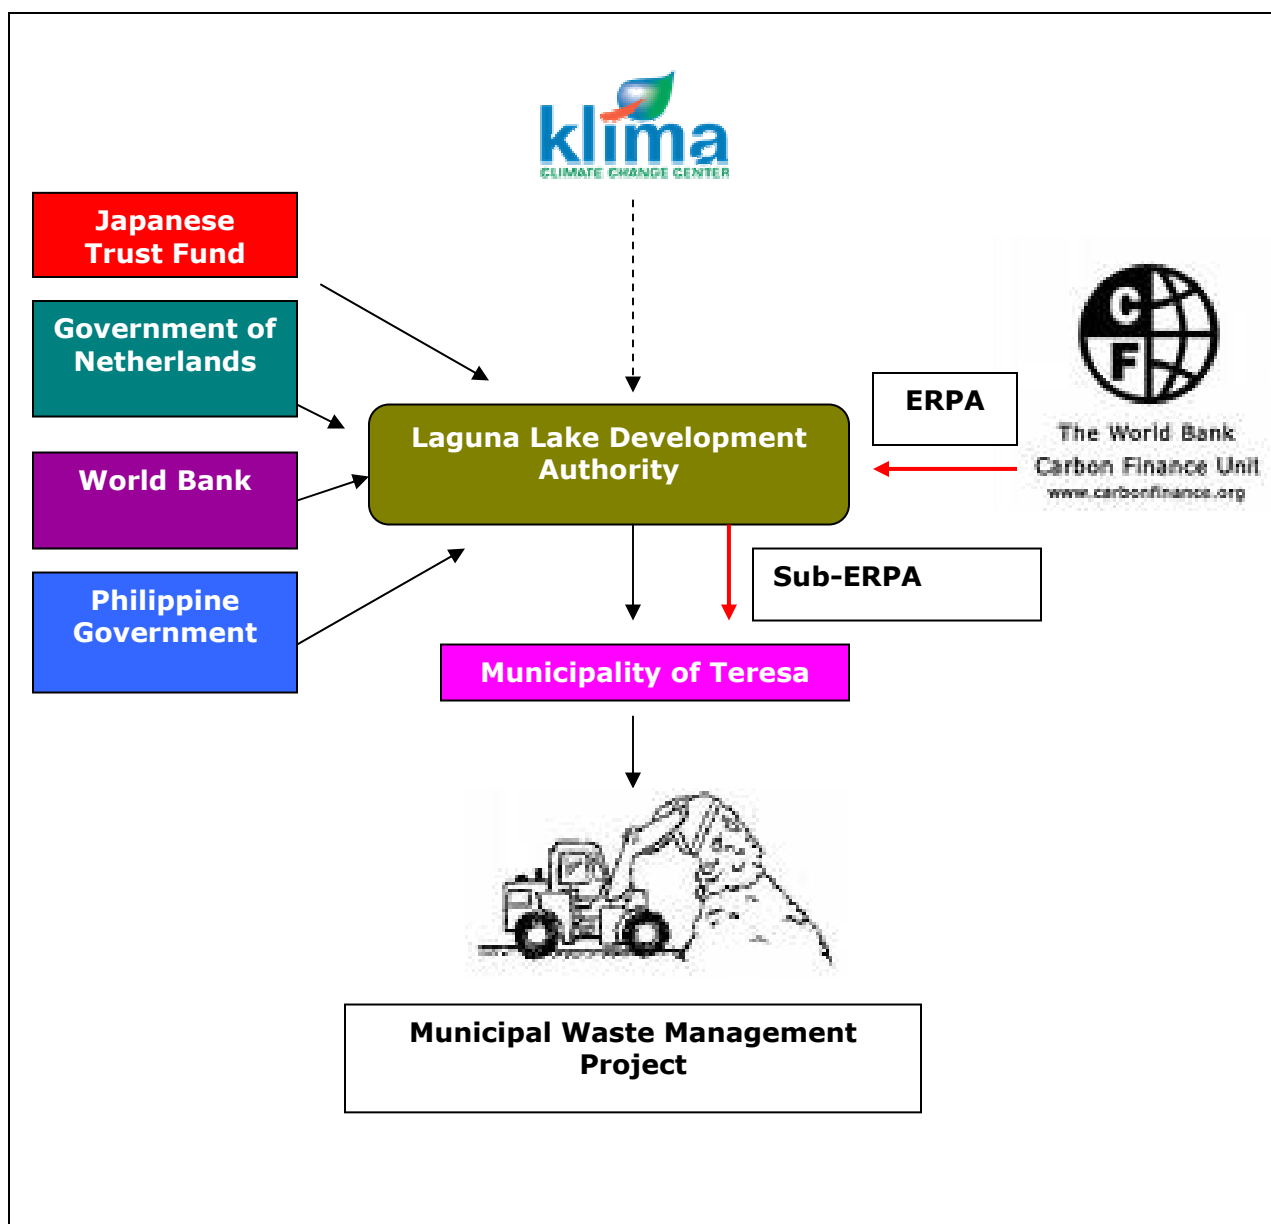 klima
CLIMATE CHANGE CENTER
Japanese
Trust Fund
Government of
Netherlands
World Bank
Philippine
Government
Laguna Lake Development
Authority
ERPA
C
F
The World Bank
Carbon Finance Unit
www.carbonfinance.org
Sub-ERPA
Municipality of Teresa
Municipal Waste Management
Project